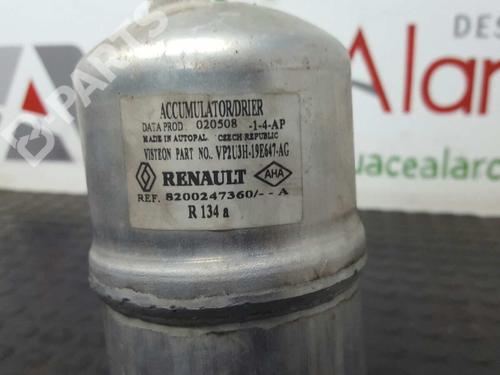 B-PARTS
DES
Alar
uacealarc
ACCUMULATOR/DRIER
DATA PROD 020508 -1-4-AP
MADE IN AUTOPAL CZECH REPUBLIC
VISTEON PART NO. VP2U3H-19E647-AG
RENAULT AHA
REF. 8200247360/--A
R 134 a